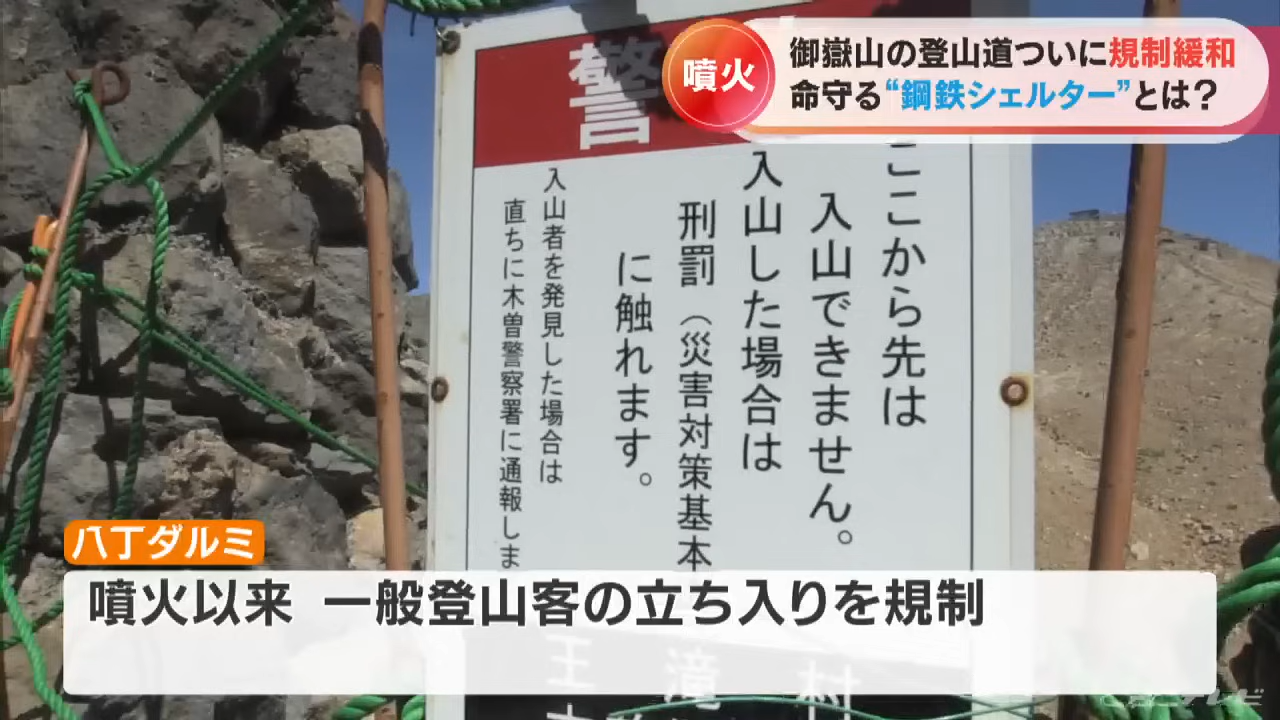 噴火
御嶽山の登山道ついに規制緩和
命守る“鋼鉄シェルター”とは?
警
ここから先は
入山できません。
入山した場合は
刑罰（災害対策基本
に触れます。
入山者を発見した場合は
直ちに木曽警察署に通報しま
王滝村
八丁ダルミ
噴火以来 一般登山客の立ち入りを規制